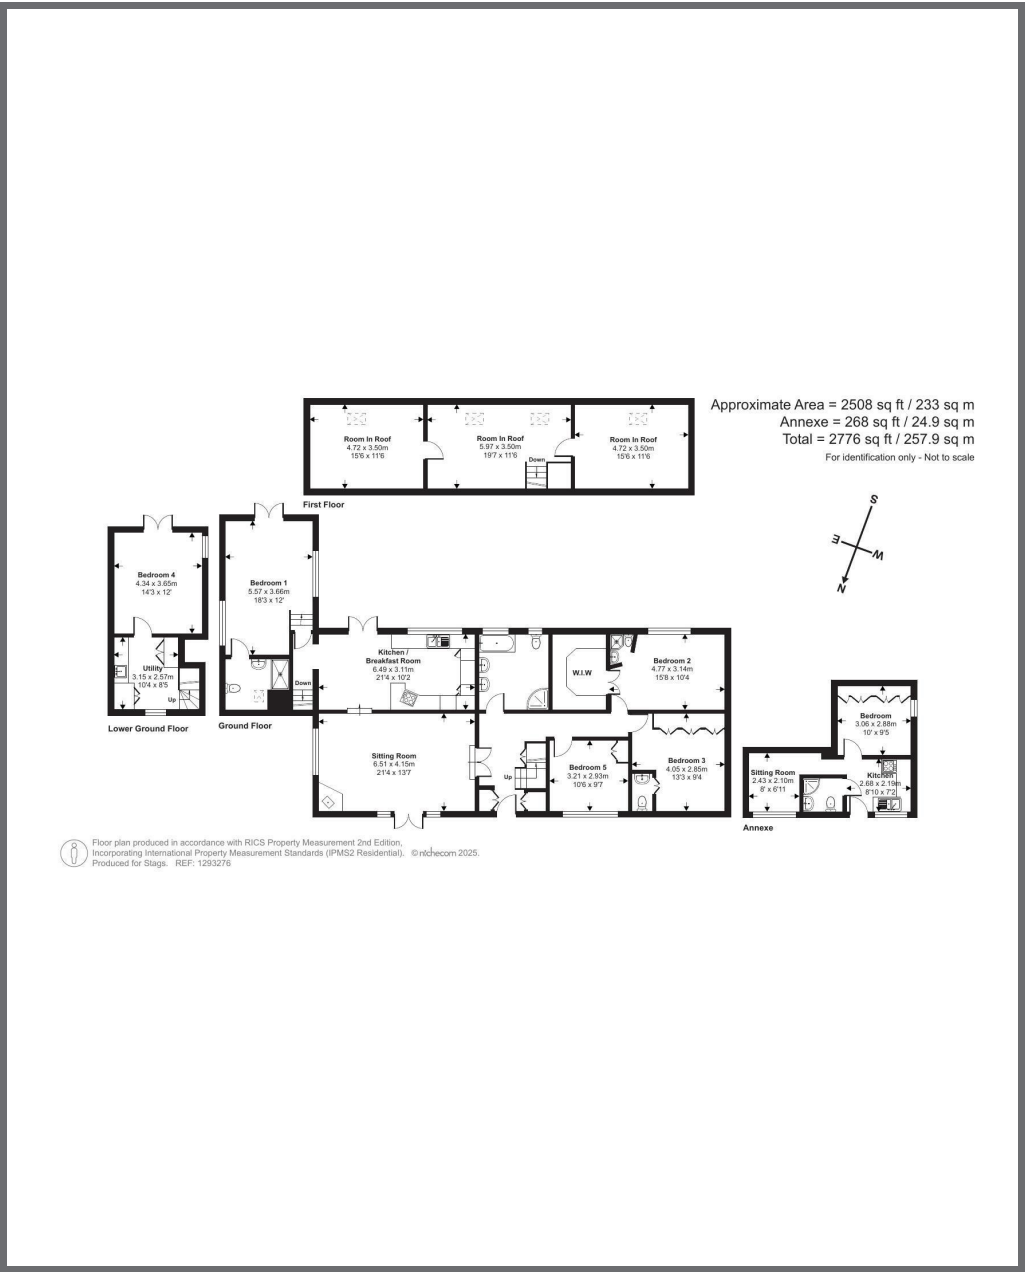 Approximate Area = 2508 sq ft / 233 sq m
Annexe = 268 sq ft / 24.9 sq m
Total = 2776 sq ft / 257.9 sq m
For identification only - Not to scale
Room In Roof
4.72 x 3.50m
15'6 x 11'6
Room In Roof
5.97 x 3.50m
19'7 x 11'6
Down
Room In Roof
4.72 x 3.50m
15'6 x 11'6
First Floor
S
E
W
N
Bedroom 4
4.34 x 3.65m
14'3 x 12'
Utility
3.15 x 2.57m
10'4 x 8'5
Up
Lower Ground Floor
Bedroom 1
5.57 x 3.66m
18'3 x 12'
Down
Ground Floor
Kitchen /
Breakfast Room
6.49 x 3.11m
21'4 x 10'2
Sitting Room
6.51 x 4.15m
21'4 x 13'7
Up
W.I.W
Bedroom 2
4.77 x 3.14m
15'8 x 10'4
Bedroom 5
3.21 x 2.93m
10'6 x 9'7
Bedroom 3
4.05 x 2.85m
13'3 x 9'4
Bedroom
3.06 x 2.88m
10' x 9'5
Sitting Room
2.43 x 2.10m
8' x 6'11
Kitchen
2.68 x 2.19m
8'10 x 7'2
Annexe
Floor plan produced in accordance with RICS Property Measurement 2nd Edition,
Incorporating International Property Measurement Standards (IPMS2 Residential). © ntchecom 2025.
Produced for Stags. REF: 1293276